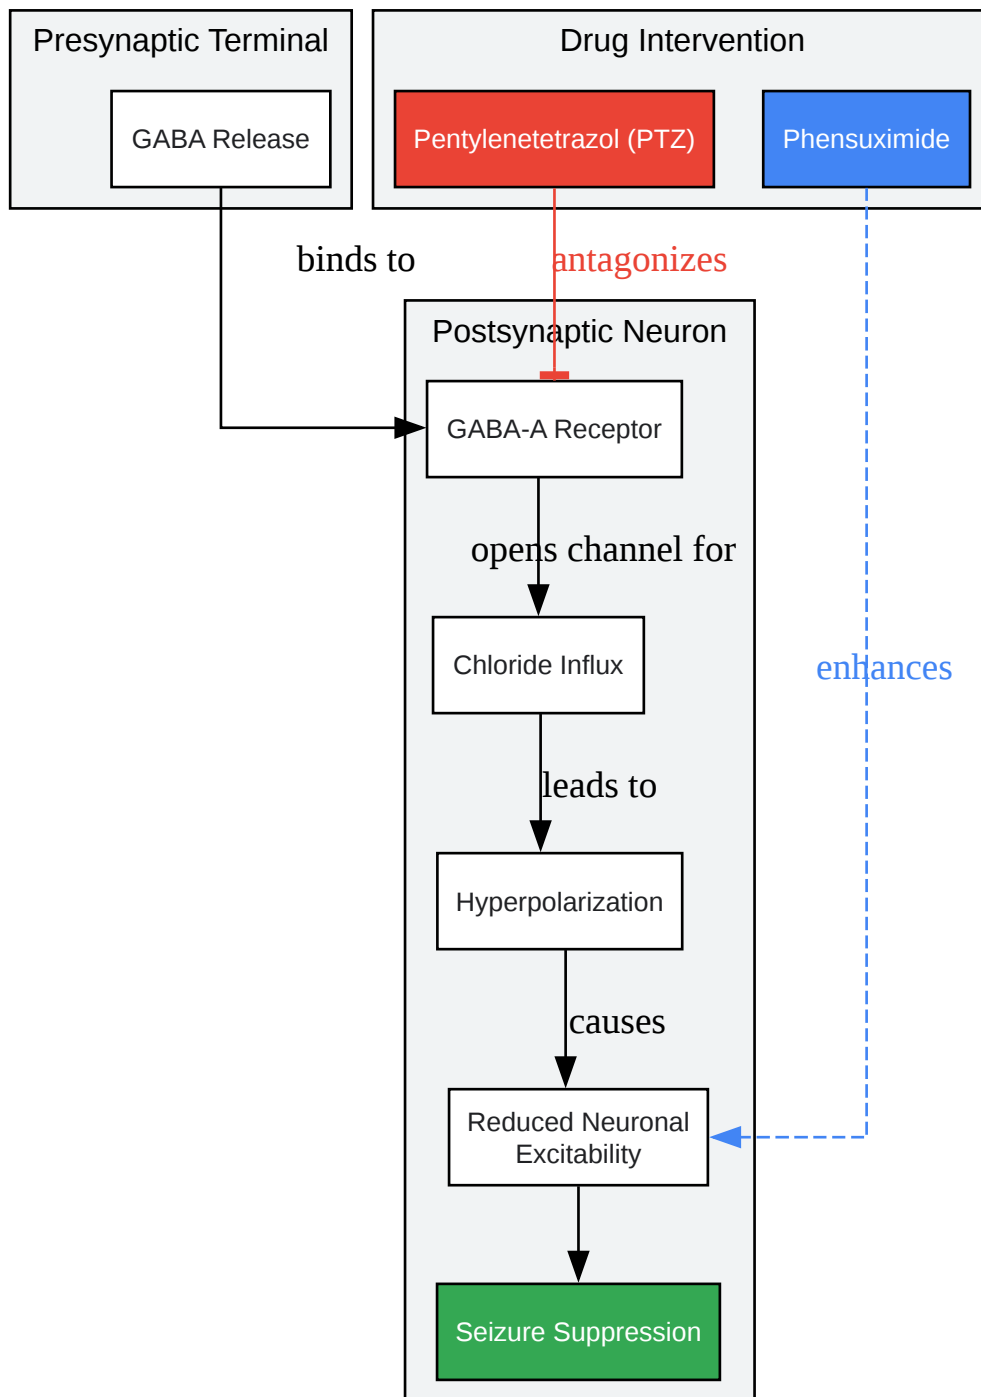 Presynaptic Terminal
Drug Intervention
GABA Release
Pentylenetetrazol (PTZ)
Phensuximide
binds to
antagonizes
Postsynaptic Neuron
GABA-A Receptor
opens channel for
Chloride Influx
enhances
leads to
Hyperpolarization
causes
Reduced Neuronal
Excitability
Seizure Suppression